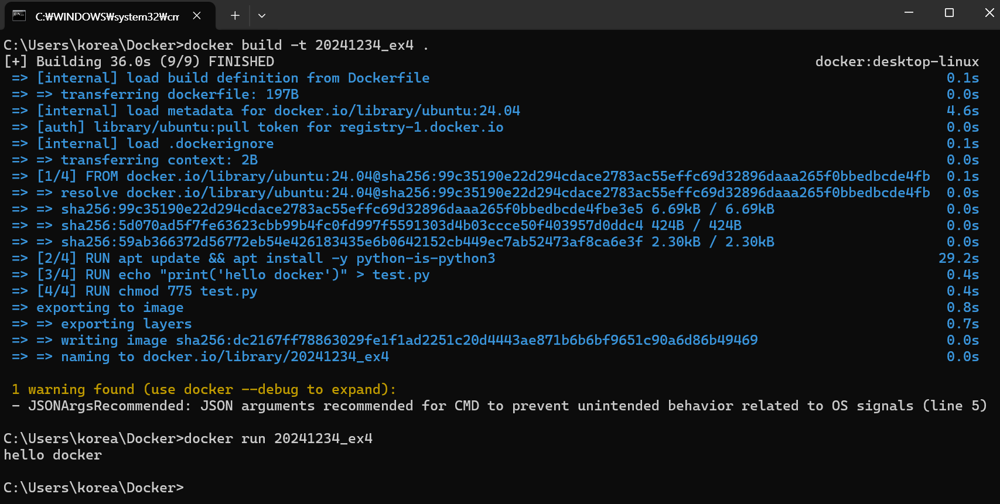 C:₩WINDOWS₩system32₩cm
C:\Users\korea\Docker>docker build -t 20241234_ex4 .
[+] Building 36.0s (9/9) FINISHED docker:desktop-linux
=> [internal] load build definition from Dockerfile 0.1s
=> => transferring dockerfile: 197B 0.0s
=> [internal] load metadata for docker.io/library/ubuntu:24.04 4.6s
=> [auth] library/ubuntu:pull token for registry-1.docker.io 0.0s
=> [internal] load .dockerignore 0.1s
=> => transferring context: 2B 0.0s
=> [1/4] FROM docker.io/library/ubuntu:24.04@sha256:99c35190e22d294cdace2783ac55effc69d32896daaa265f0bbedbcde4fb 0.1s
=> => resolve docker.io/library/ubuntu:24.04@sha256:99c35190e22d294cdace2783ac55effc69d32896daaa265f0bbedbcde4fb 0.0s
=> => sha256:99c35190e22d294cdace2783ac55effc69d32896daaa265f0bbedbcde4fbe3e5 6.69kB / 6.69kB 0.0s
=> => sha256:5d070ad5f7fe63623cbb99b4fc0fd997f5591303d4b03ccce50f403957d0ddc4 424B / 424B 0.0s
=> => sha256:59ab366372d56772eb54e426183435e6b0642152cb449ec7ab52473af8ca6e3f 2.30kB / 2.30kB 0.0s
=> [2/4] RUN apt update && apt install -y python-is-python3 29.2s
=> [3/4] RUN echo "print('hello docker')" > test.py 0.4s
=> [4/4] RUN chmod 775 test.py 0.4s
=> exporting to image 0.8s
=> => exporting layers 0.7s
=> => writing image sha256:dc2167ff78863029fe1f1ad2251c20d4443ae871b6b6bf9651c90a6d86b49469 0.0s
=> => naming to docker.io/library/20241234_ex4 0.0s
1 warning found (use docker --debug to expand):
- JSONArgsRecommended: JSON arguments recommended for CMD to prevent unintended behavior related to OS signals (line 5)
C:\Users\korea\Docker>docker run 20241234_ex4
hello docker
C:\Users\korea\Docker>